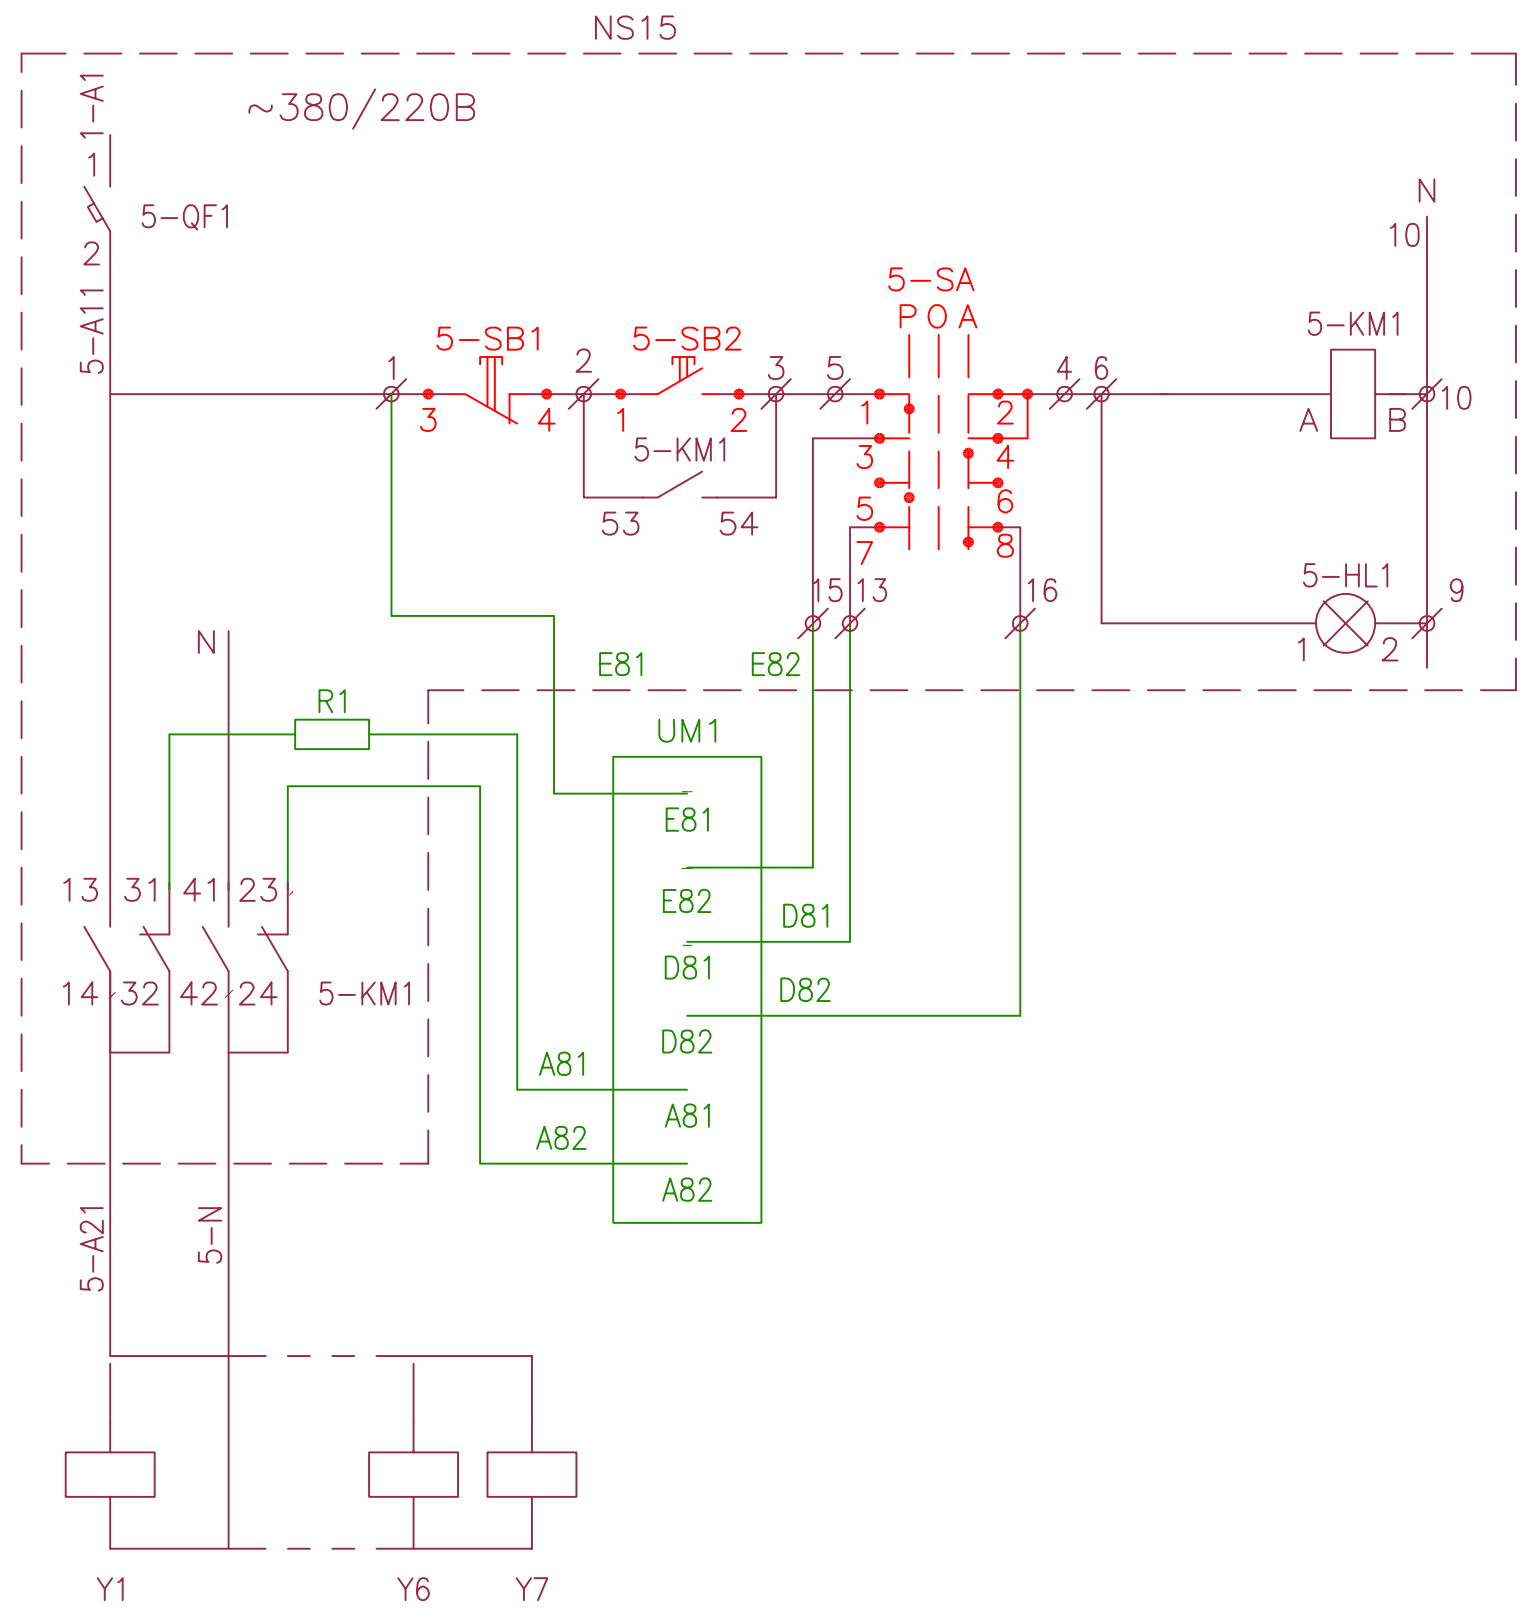 NS15
~380/220В
1-A1
1
5-QF1
2
5-A11
N
10
5-SA
P O A
5-SB1
5-SB2
5-KM1
1
2
3
5
4
6
3
4
1
2
1
2
A
B
10
5-KM1
3
4
53
54
5
6
7
8
15
13
16
5-HL1
9
1
2
N
E81
E82
R1
UM1
E81
13
31
41
23
E82
D81
D81
14
32
42
24
5-KM1
D82
D82
A81
A81
A82
A82
5-A21
5-N
Y1
Y6
Y7